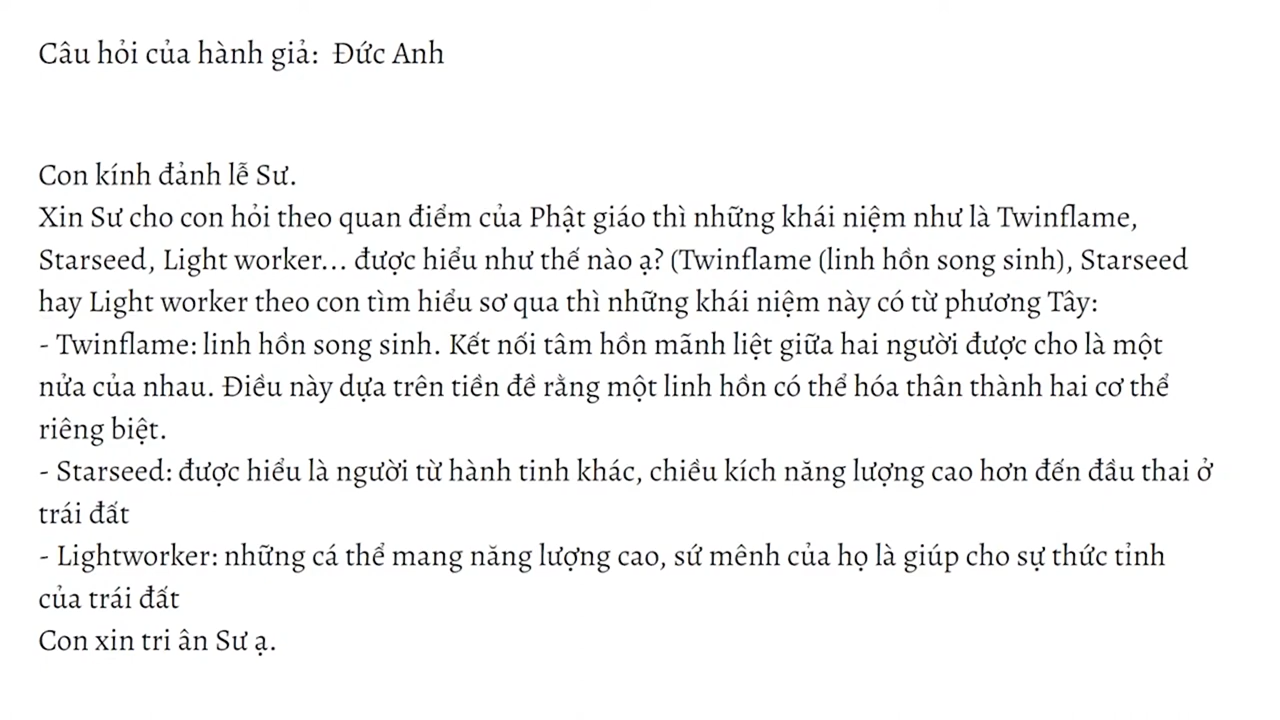 Câu hỏi của hành giả: Đức Anh
Con kính đảnh lễ Sư.
Xin Sư cho con hỏi theo quan điểm của Phật giáo thì những khái niệm như là Twinflame,
Starseed, Light worker... được hiểu như thế nào ạ? (Twinflame (linh hồn song sinh), Starseed
hay Light worker theo con tìm hiểu sơ qua thì những khái niệm này có từ phương Tây:
- Twinflame: linh hồn song sinh. Kết nối tâm hồn mãnh liệt giữa hai người được cho là một
nửa của nhau. Điều này dựa trên tiền đề rằng một linh hồn có thể hóa thân thành hai cơ thể
riêng biệt.
- Starseed: được hiểu là người từ hành tinh khác, chiều kích năng lượng cao hơn đến đầu thai ở
trái đất
- Lightworker: những cá thể mang năng lượng cao, sứ mênh của họ là giúp cho sự thức tỉnh
của trái đất
Con xin tri ân Sư ạ.